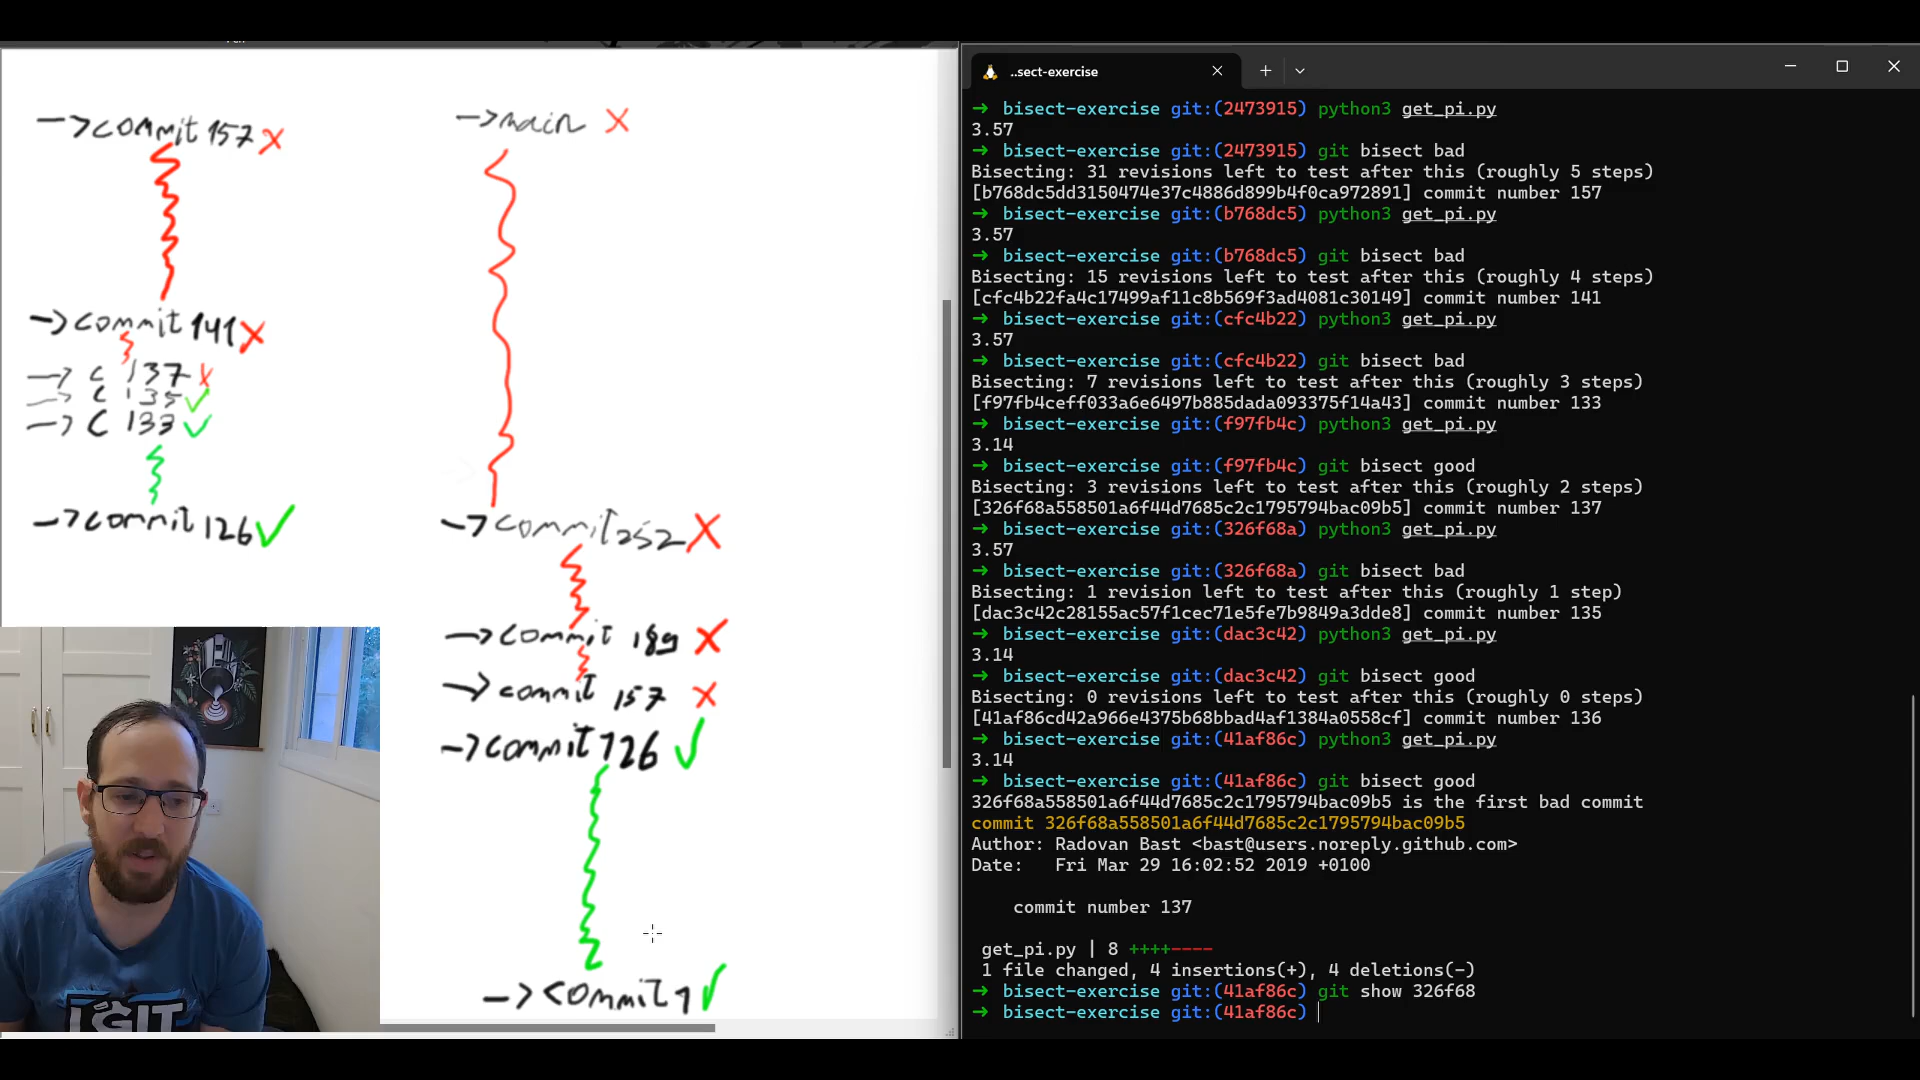 ->commit 157 X
->commit 141 X
-> C 137 X
-> C 135 ✓
-> C 133 ✓
->commit 126 ✓
->main X
->commit 252 X
->commit 189 X
->commit 157 X
->commit 126 ✓
-> commit 1 ✓
GIT
..sect-exercise
→ bisect-exercise git:(2473915) python3 get_pi.py
3.57
→ bisect-exercise git:(2473915) git bisect bad
Bisecting: 31 revisions left to test after this (roughly 5 steps)
[b768dc5dd3150474e37c4886d899b4f0ca972891] commit number 157
→ bisect-exercise git:(b768dc5) python3 get_pi.py
3.57
→ bisect-exercise git:(b768dc5) git bisect bad
Bisecting: 15 revisions left to test after this (roughly 4 steps)
[cfc4b22fa4c17499af11c8b569f3ad4081c30149] commit number 141
→ bisect-exercise git:(cfc4b22) python3 get_pi.py
3.57
→ bisect-exercise git:(cfc4b22) git bisect bad
Bisecting: 7 revisions left to test after this (roughly 3 steps)
[f97fb4ceff033a6e6497b885dada093375f14a43] commit number 133
→ bisect-exercise git:(f97fb4c) python3 get_pi.py
3.14
→ bisect-exercise git:(f97fb4c) git bisect good
Bisecting: 3 revisions left to test after this (roughly 2 steps)
[326f68a558501a6f44d7685c2c1795794bac09b5] commit number 137
→ bisect-exercise git:(326f68a) python3 get_pi.py
3.57
→ bisect-exercise git:(326f68a) git bisect bad
Bisecting: 1 revision left to test after this (roughly 1 step)
[dac3c42c28155ac57f1cec71e5fe7b9849a3dde8] commit number 135
→ bisect-exercise git:(dac3c42) python3 get_pi.py
3.14
→ bisect-exercise git:(dac3c42) git bisect good
Bisecting: 0 revisions left to test after this (roughly 0 steps)
[41af86cd42a966e4375b68bbad4af1384a0558cf] commit number 136
→ bisect-exercise git:(41af86c) python3 get_pi.py
3.14
→ bisect-exercise git:(41af86c) git bisect good
326f68a558501a6f44d7685c2c1795794bac09b5 is the first bad commit
commit 326f68a558501a6f44d7685c2c1795794bac09b5
Author: Radovan Bast <bast@users.noreply.github.com>
Date:   Fri Mar 29 16:02:52 2019 +0100
commit number 137
get_pi.py | 8 ++++----
1 file changed, 4 insertions(+), 4 deletions(-)
→ bisect-exercise git:(41af86c) git show 326f68
→ bisect-exercise git:(41af86c)